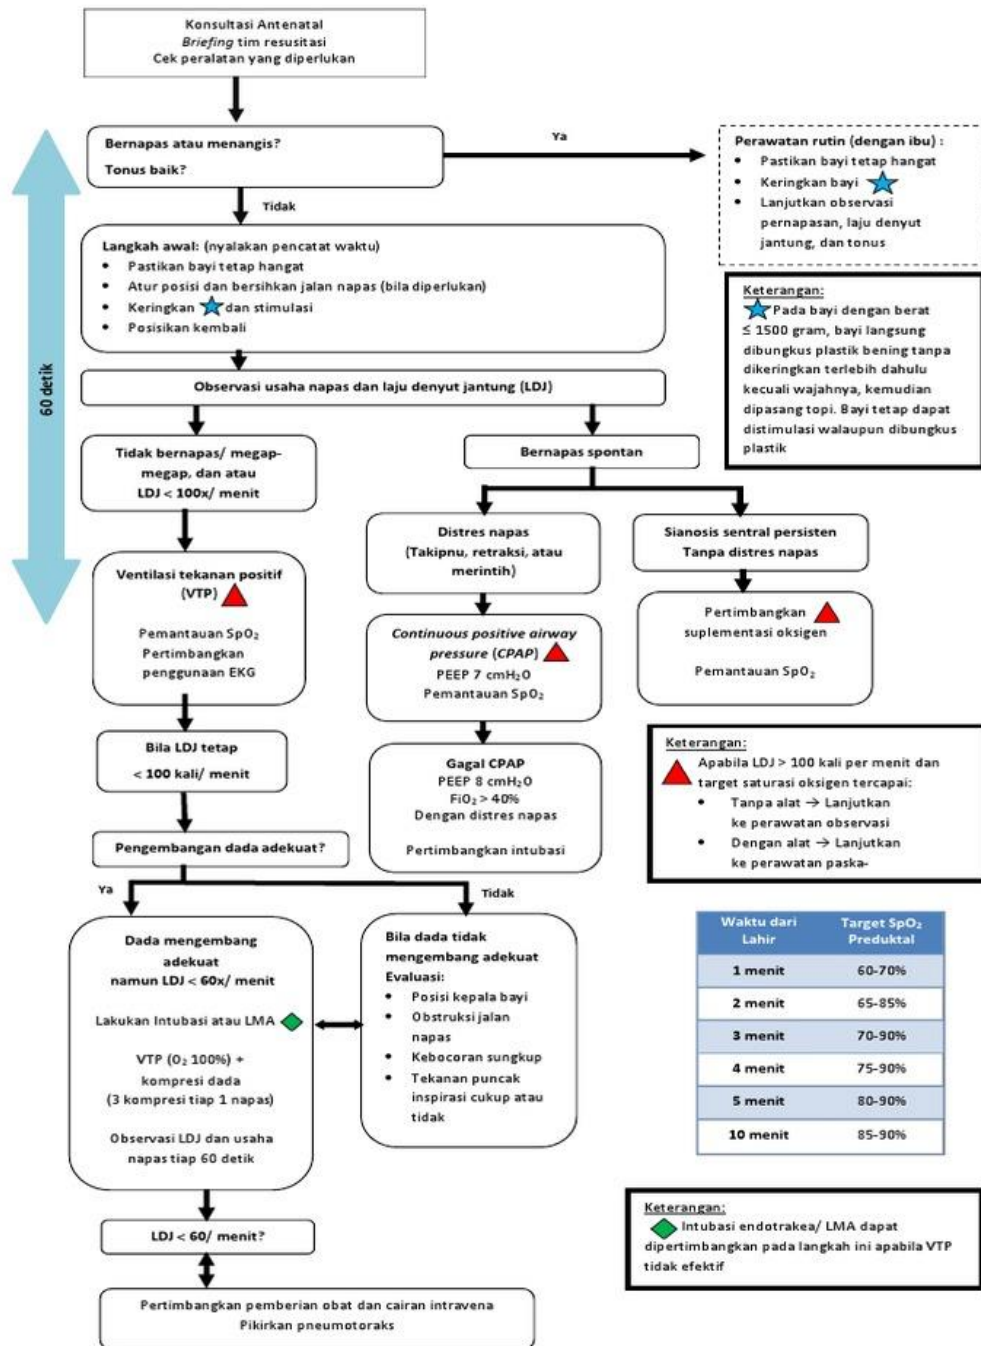 Konsultasi Antenatal
Briefing tim resusitasi
Cek peralatan yang diperlukan
60 detik
Bernapas atau menangis?
Tonus baik?
Ya
Perawatan rutin (dengan ibu) :
• Pastikan bayi tetap hangat
• Keringkan bayi
• Lanjutkan observasi
pernapasan, laju denyut
jantung, dan tonus
Tidak
Langkah awal: (nyalakan pencatat waktu)
• Pastikan bayi tetap hangat
• Atur posisi dan bersihkan jalan napas (bila diperlukan)
• Keringkan dan stimulasi
• Posisikan kembali
Keterangan:
Pada bayi dengan berat
≤ 1500 gram, bayi langsung
dibungkus plastik bening tanpa
dikeringkan terlebih dahulu
kecuali wajahnya, kemudian
dipasang topi. Bayi tetap dapat
distimulasi walaupun dibungkus
plastik
Observasi usaha napas dan laju denyut jantung (LDJ)
Tidak bernapas/ megap-
megap, dan atau
LDJ < 100x/ menit
Bernapas spontan
Distres napas
(Takipnu, retraksi, atau
merintih)
Sianosis sentral persisten
Tanpa distres napas
Ventilasi tekanan positif
(VTP)
Pemantauan SpO₂
Pertimbangkan
penggunaan EKG
Continuous positive airway
pressure (CPAP)
PEEP 7 cmH₂O
Pemantauan SpO₂
Pertimbangkan
suplementasi oksigen
Pemantauan SpO₂
Bila LDJ tetap
< 100 kali/ menit
Gagal CPAP
PEEP 8 cmH₂O
FiO₂ > 40%
Dengan distres napas
Pertimbangkan intubasi
Keterangan:
Apabila LDJ > 100 kali per menit dan
target saturasi oksigen tercapai:
• Tanpa alat → Lanjutkan
ke perawatan observasi
• Dengan alat → Lanjutkan
ke perawatan paska-
Pengembangan dada adekuat?
Ya
Tidak
Dada mengembang
adekuat
namun LDJ < 60x/ menit
Lakukan Intubasi atau LMA
VTP (O₂ 100%) +
kompresi dada
(3 kompresi tiap 1 napas)
Observasi LDJ dan usaha
napas tiap 60 detik
Bila dada tidak
mengembang adekuat
Evaluasi:
• Posisi kepala bayi
• Obstruksi jalan
napas
• Kebocoran sungkup
• Tekanan puncak
inspirasi cukup atau
tidak
Waktu dari Lahir Target SpO₂ Preduktal
1 menit 60-70%
2 menit 65-85%
3 menit 70-90%
4 menit 75-90%
5 menit 80-90%
10 menit 85-90%
LDJ < 60/ menit?
Pertimbangkan pemberian obat dan cairan intravena
Pikirkan pneumotoraks
Keterangan:
Intubasi endotrakea/ LMA dapat
dipertimbangkan pada langkah ini apabila VTP
tidak efektif